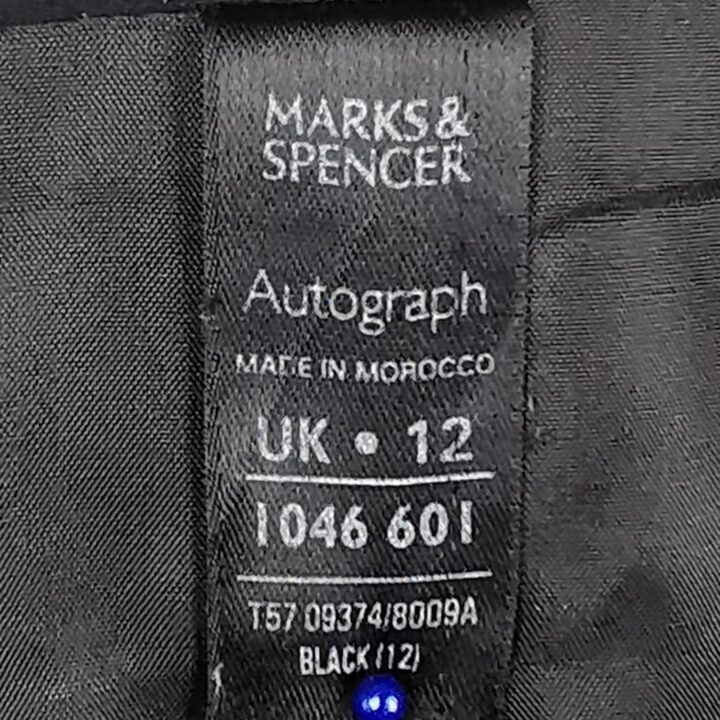 MARKS&
SPENCER
Autograph
MADE IN MOROCCO
UK • 12
1046 601
T57 09374/8009A
BLACK (12)